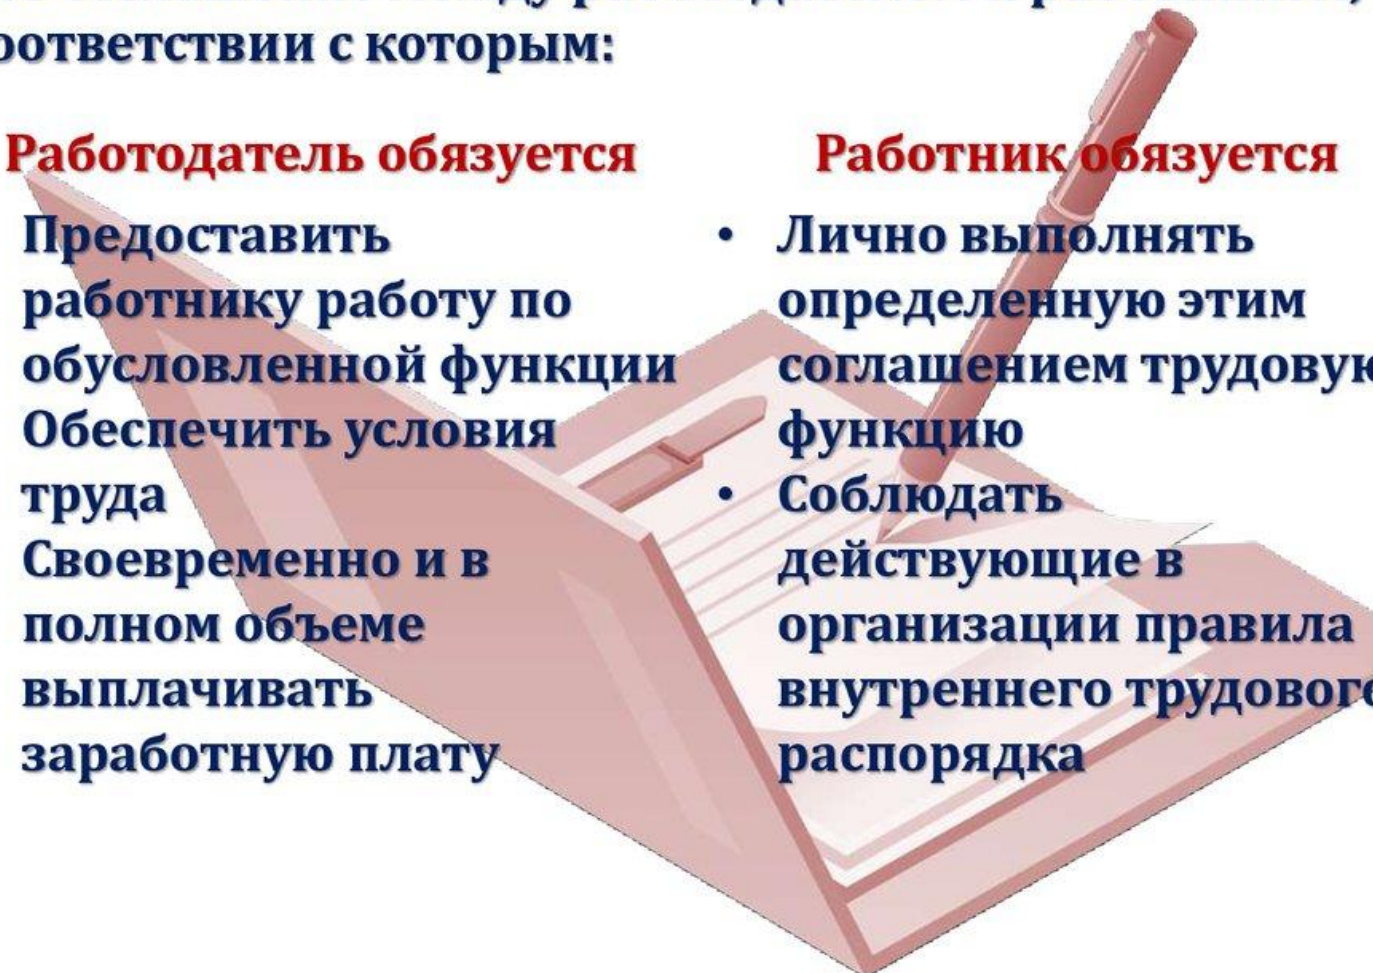 оответствии с которым:
Работодатель обязуется
Предоставить
работнику работу по
обусловленной функции
Обеспечить условия
труда
Своевременно и в
полном объеме
выплачивать
заработную плату
Работник обязуется
• Лично выполнять
определенную этим
соглашением трудовую
функцию
• Соблюдать
действующие в
организации правила
внутреннего трудового
распорядка